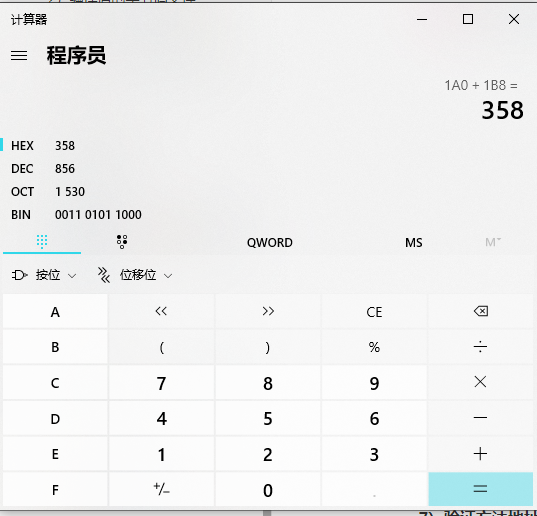 计算器
程序员
1A0 + 1B8 =
358
HEX 358
DEC 856
OCT 1 530
BIN 0011 0101 1000
QWORD MS M
按位 位移位
A << >> CE
B ( ) % ÷
C 7 8 9 ×
D 4 5 6 −
E 1 2 3 +
F +/− 0 . =